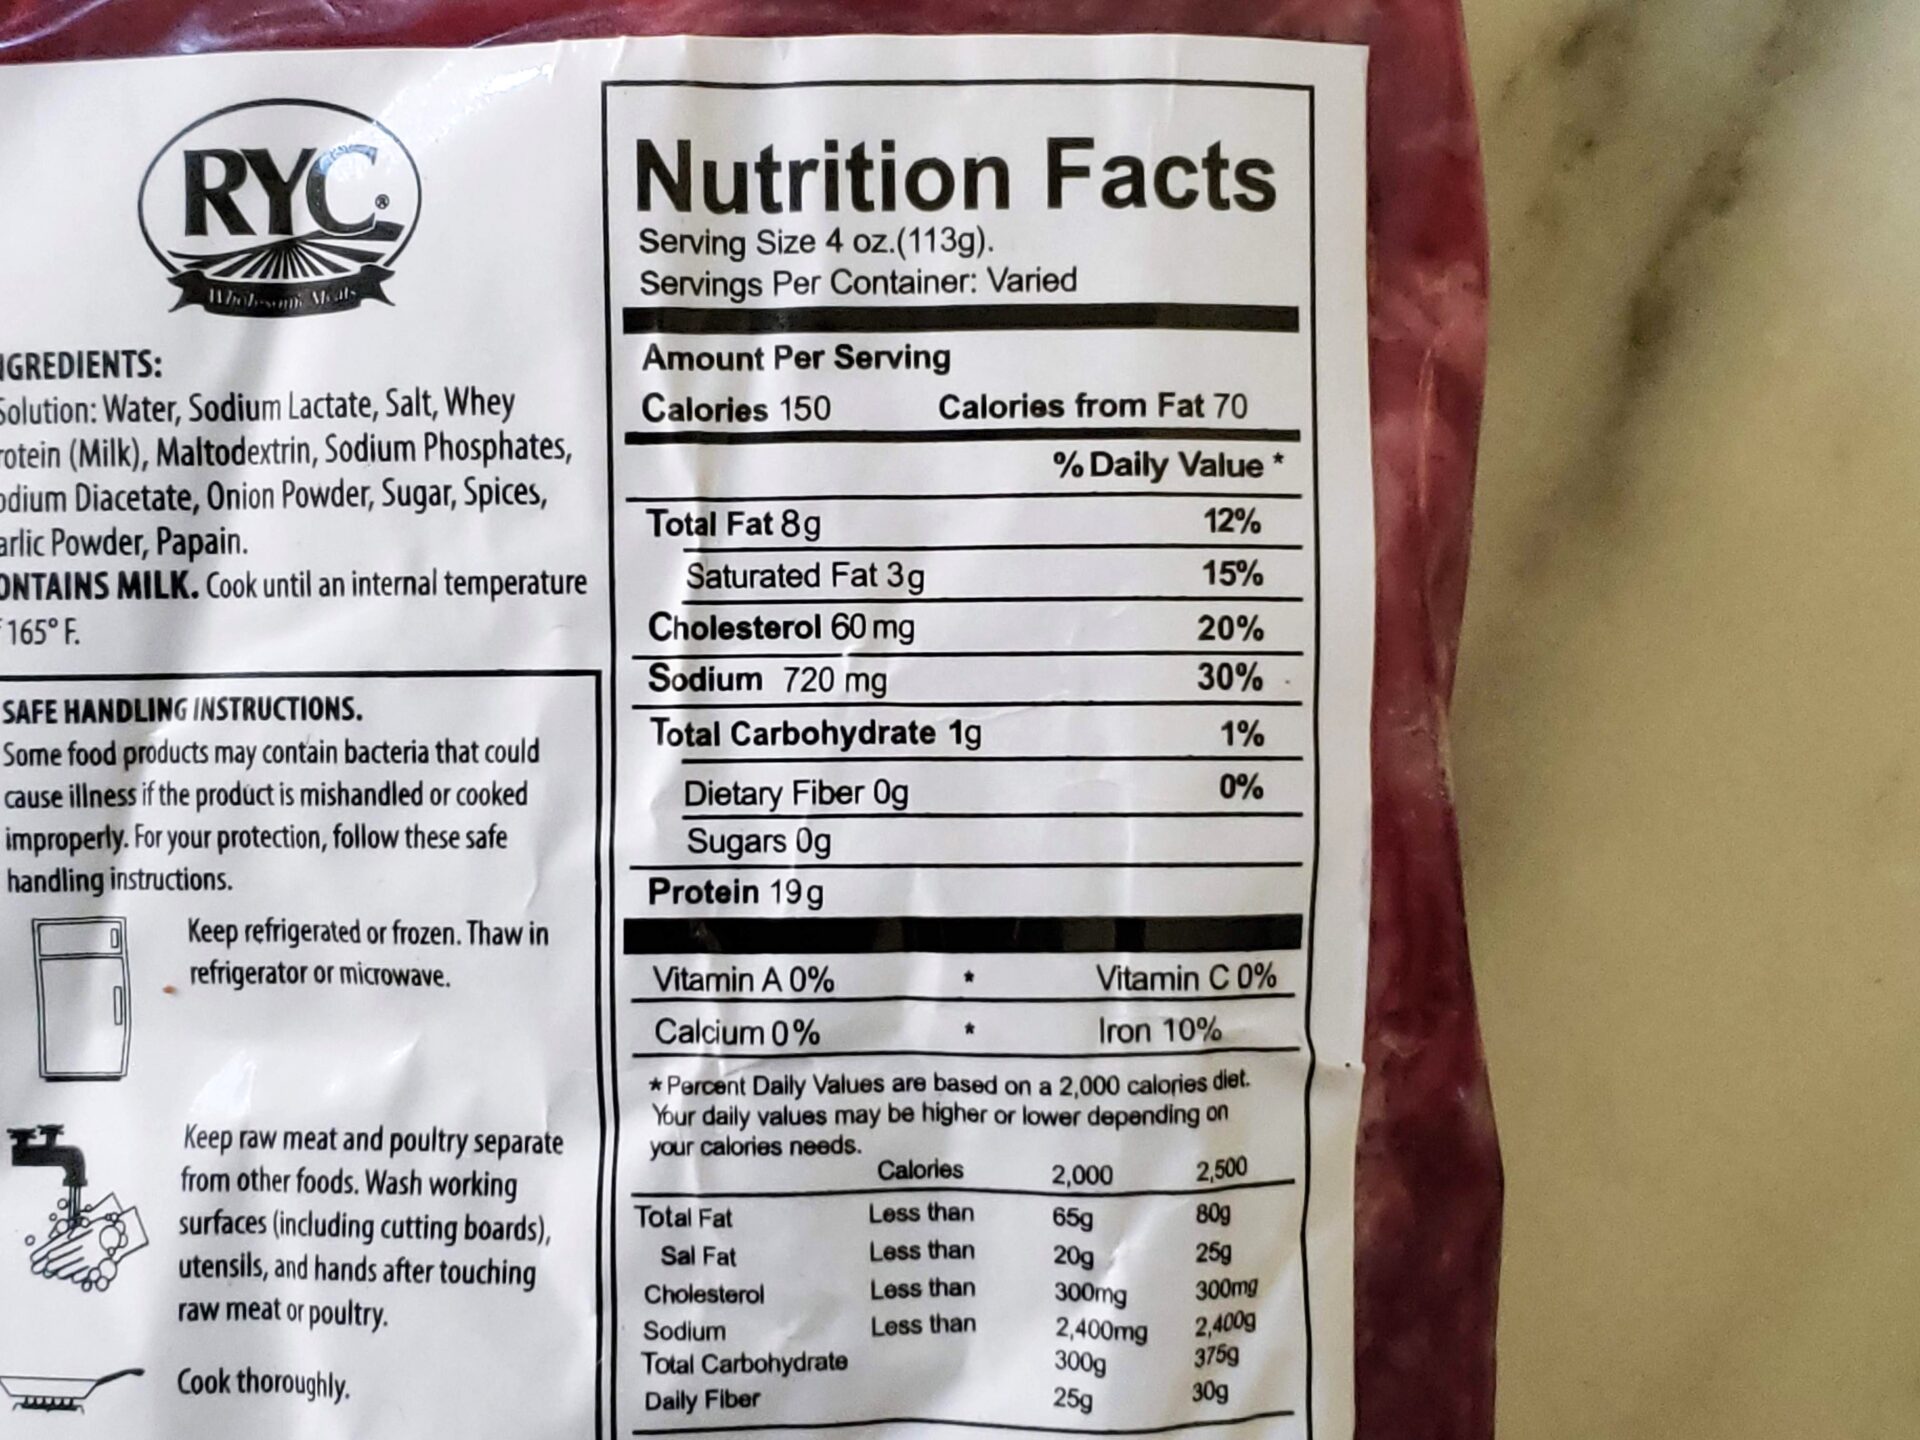 RYC®
Wholesome Meats
NGREDIENTS:
Solution: Water, Sodium Lactate, Salt, Whey
rotein (Milk), Maltodextrin, Sodium Phosphates,
odium Diacetate, Onion Powder, Sugar, Spices,
arlic Powder, Papain.
ONTAINS MILK. Cook until an internal temperature
f 165° F.
SAFE HANDLING INSTRUCTIONS.
Some food products may contain bacteria that could
cause illness if the product is mishandled or cooked
improperly. For your protection, follow these safe
handling instructions.
Keep refrigerated or frozen. Thaw in
refrigerator or microwave.
Keep raw meat and poultry separate
from other foods. Wash working
surfaces (including cutting boards),
utensils, and hands after touching
raw meat or poultry.
Cook thoroughly.
Nutrition Facts
Serving Size 4 oz.(113g).
Servings Per Container: Varied
Amount Per Serving
Calories 150 Calories from Fat 70
% Daily Value *
Total Fat 8g 12%
Saturated Fat 3g 15%
Cholesterol 60 mg 20%
Sodium 720 mg 30%
Total Carbohydrate 1g 1%
Dietary Fiber 0g 0%
Sugars 0g
Protein 19g
Vitamin A 0% * Vitamin C 0%
Calcium 0% * Iron 10%
* Percent Daily Values are based on a 2,000 calories diet.
Your daily values may be higher or lower depending on
your calories needs.
Calories 2,000 2,500
Total Fat Less than 65g 80g
Sal Fat Less than 20g 25g
Cholesterol Less than 300mg 300mg
Sodium Less than 2,400mg 2,400g
Total Carbohydrate 300g 375g
Daily Fiber 25g 30g